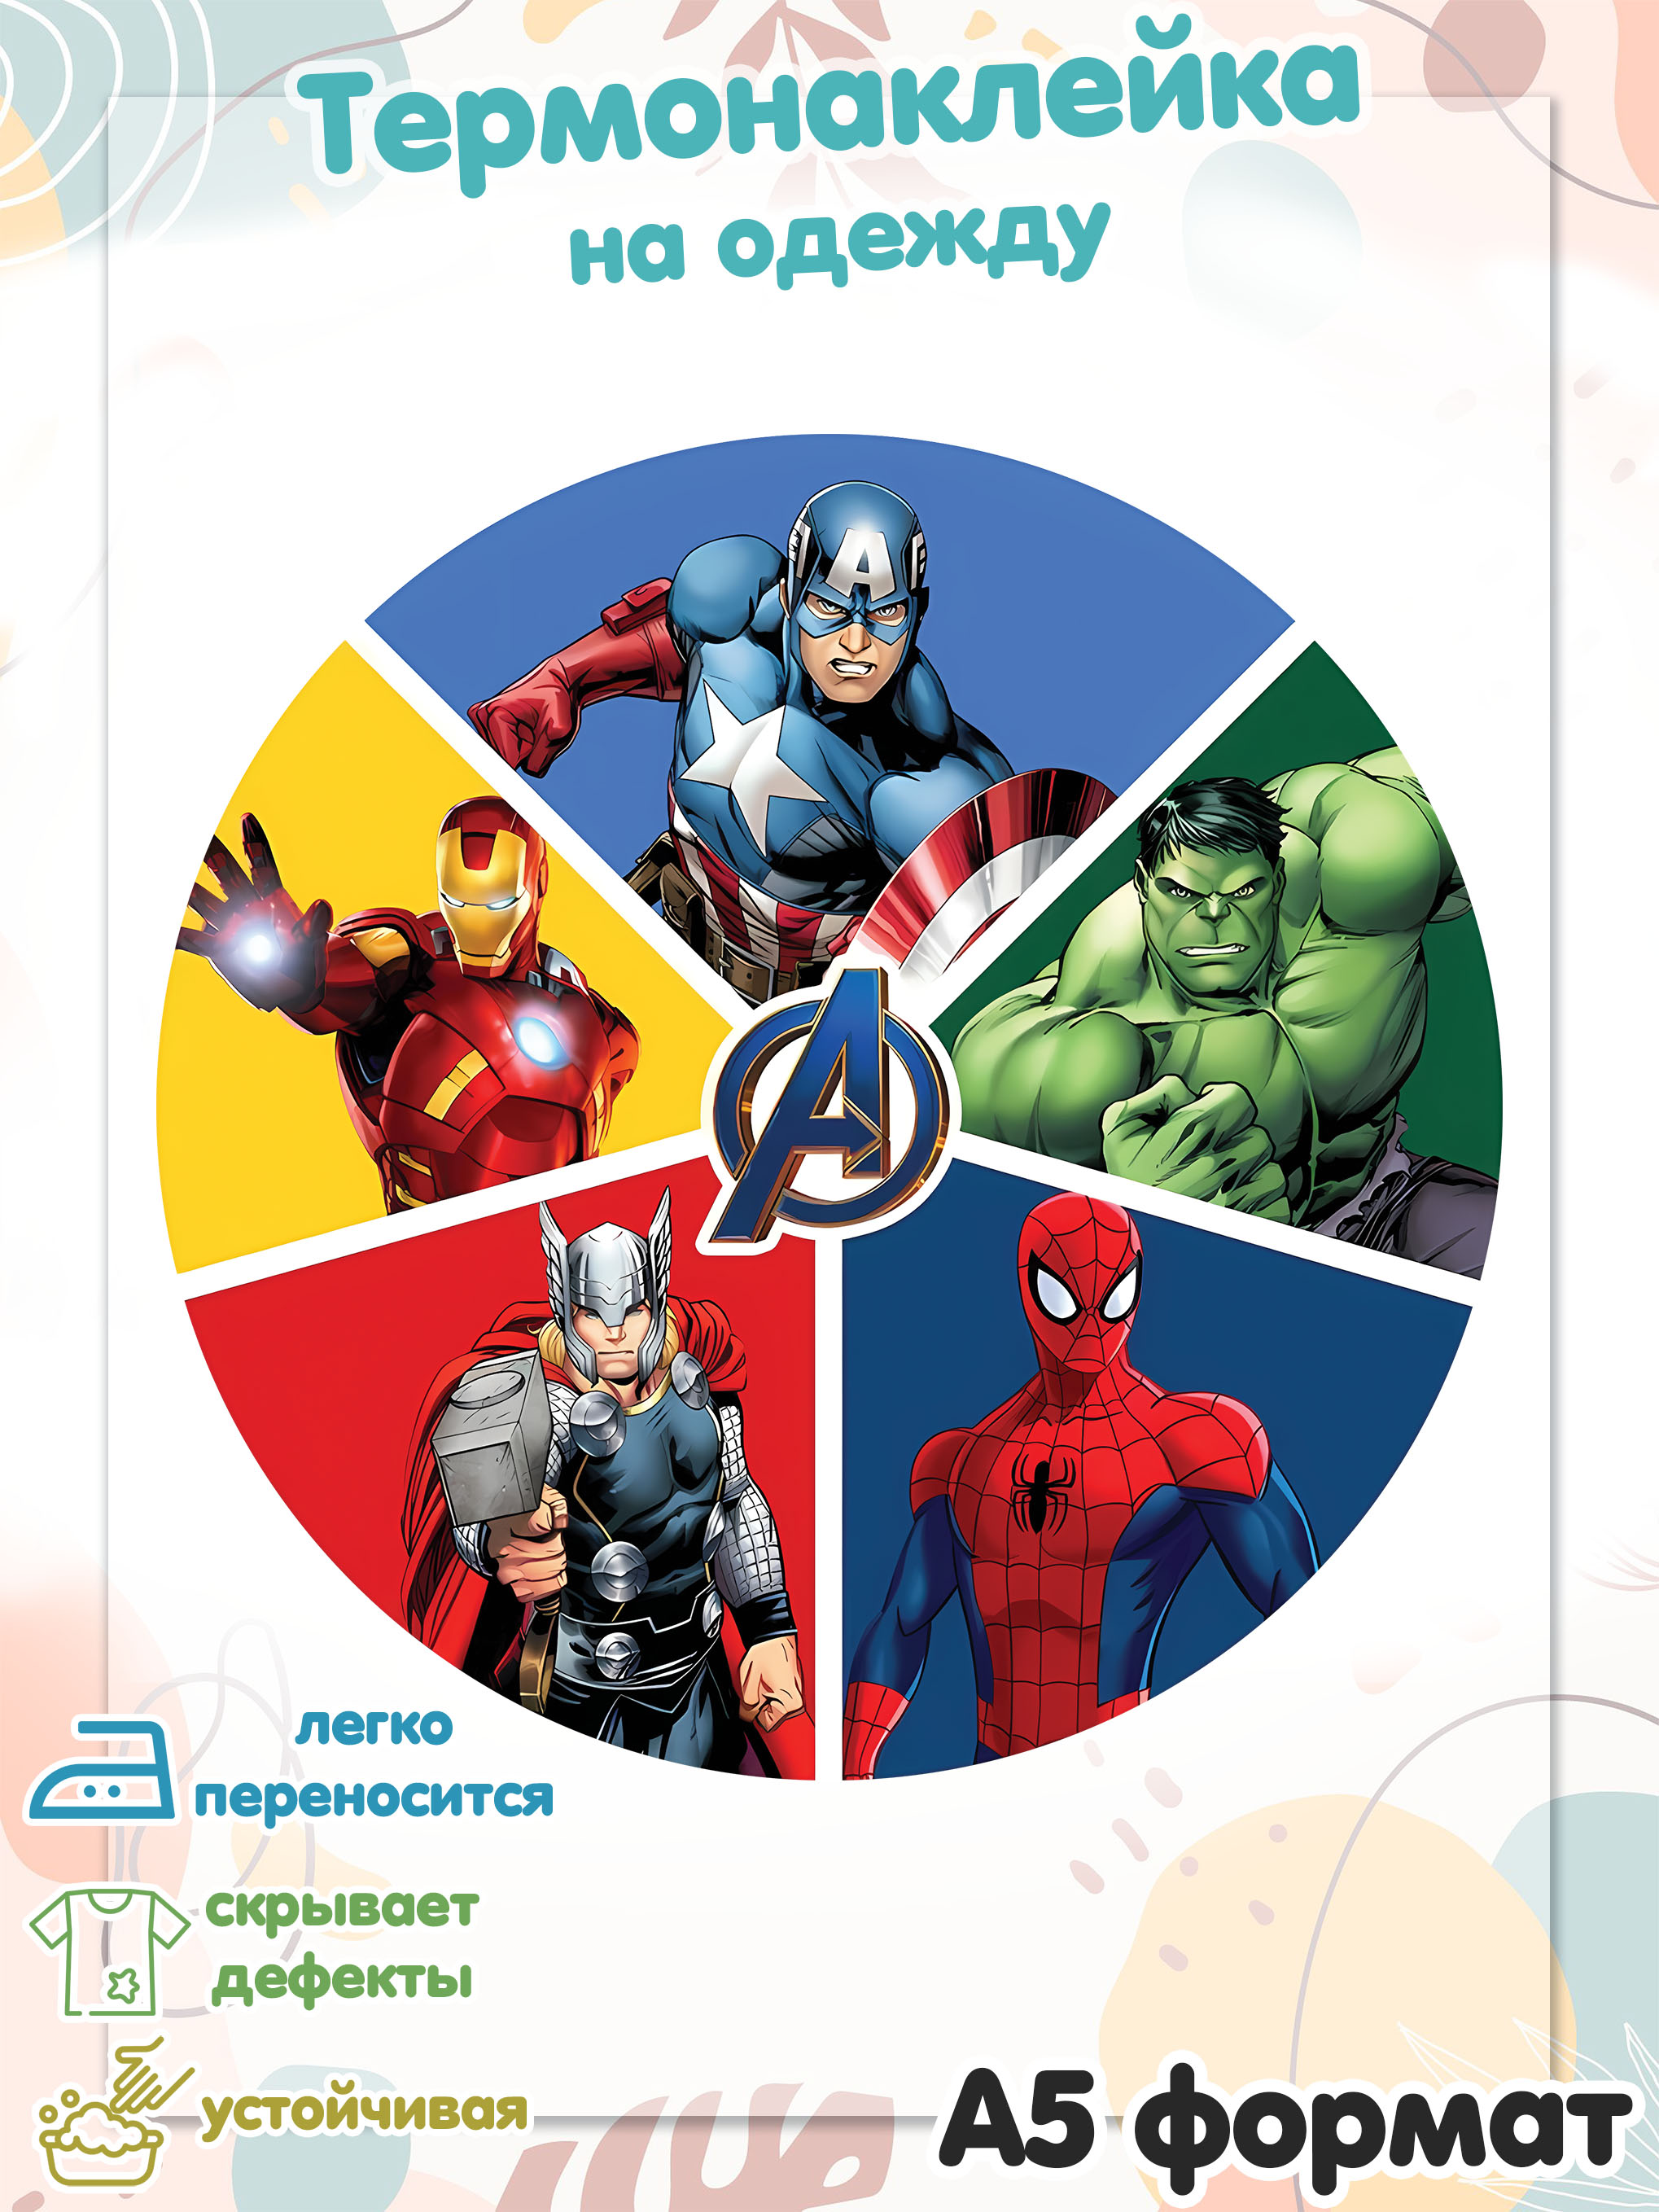 Термонаклейка
на одежду
A
A
легко
переносится
скрывает
дефекты
устойчивая
А5 формат